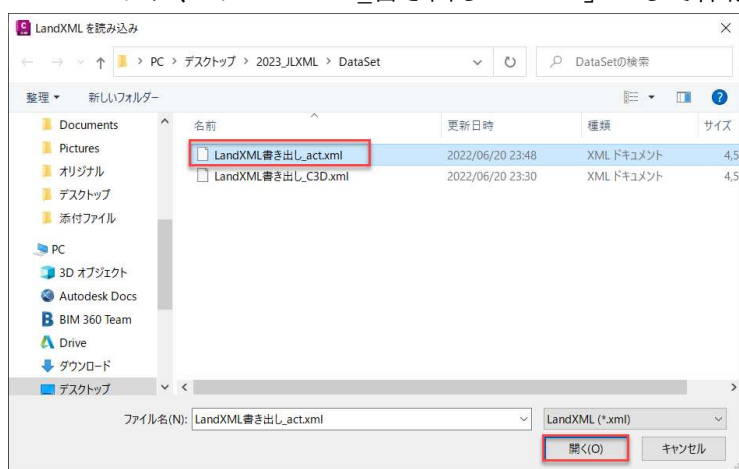 LandXML を読み込み
PC > デスクトップ > 2023_JLXML > DataSet
DataSetの検索
整理 新しいフォルダー
名前 更新日時 種類 サイズ
Documents
Pictures
オリジナル
デスクトップ
添付ファイル
PC
3D オブジェクト
Autodesk Docs
BIM 360 Team
Drive
ダウンロード
デスクトップ
LandXML書き出し_act.xml 2022/06/20 23:48 XML ドキュメント 4,5
LandXML書き出し_C3D.xml 2022/06/20 23:30 XML ドキュメント 4,5
ファイル名(N): LandXML書き出し_act.xml LandXML (*.xml)
開く(O) キャンセル